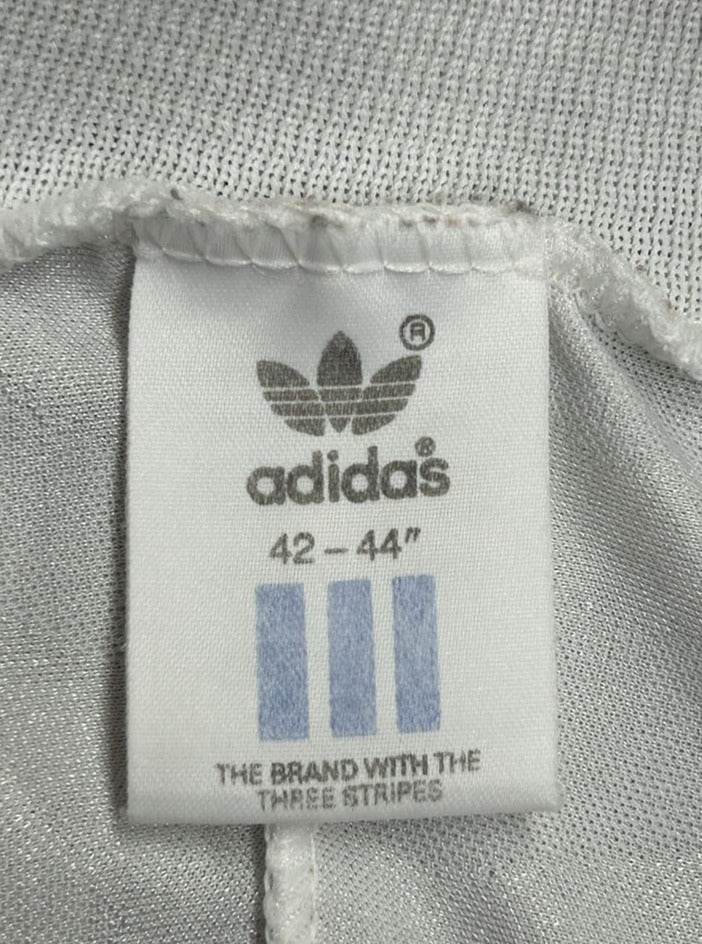 ®
adidas®
42 – 44"
THE BRAND WITH THE
THREE STRIPES